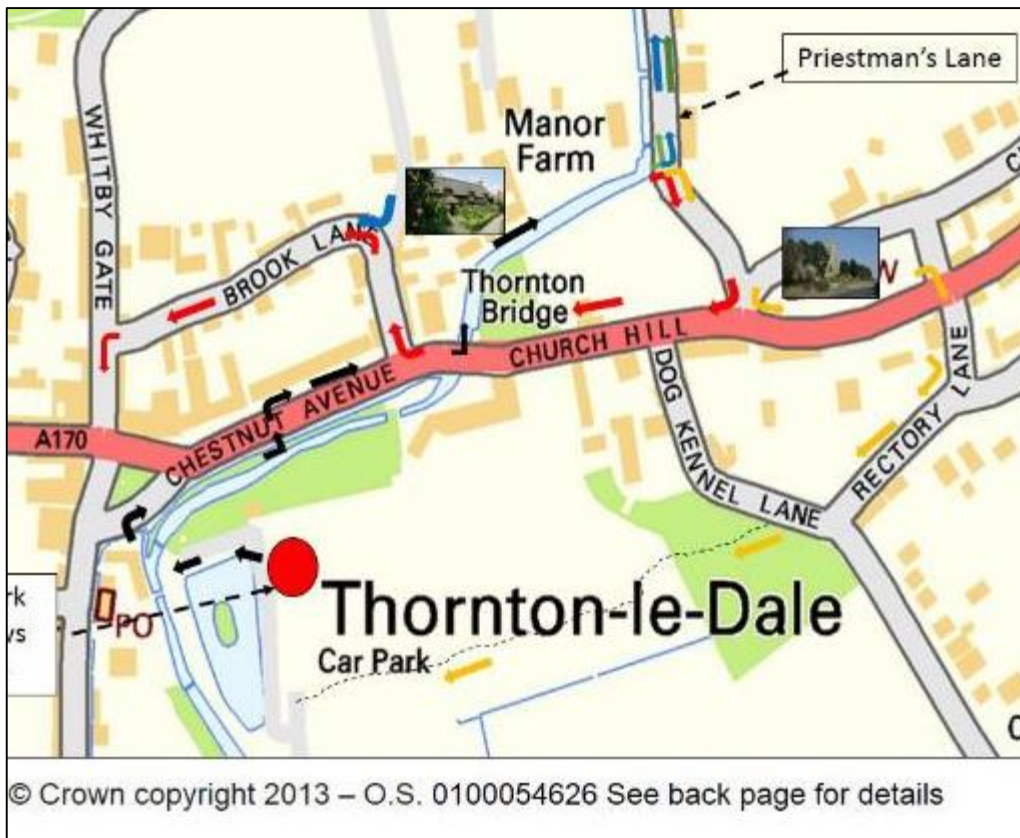 Priestman's Lane
Manor
Farm
WHITBY GATE
BROOK LANE
Thornton
Bridge
CHURCH HILL
CHESTNUT AVENUE
A170
DOG KENNEL LANE
RECTORY LANE
PO
Thornton-le-Dale
Car Park
© Crown copyright 2013 – O.S. 0100054626 See back page for details